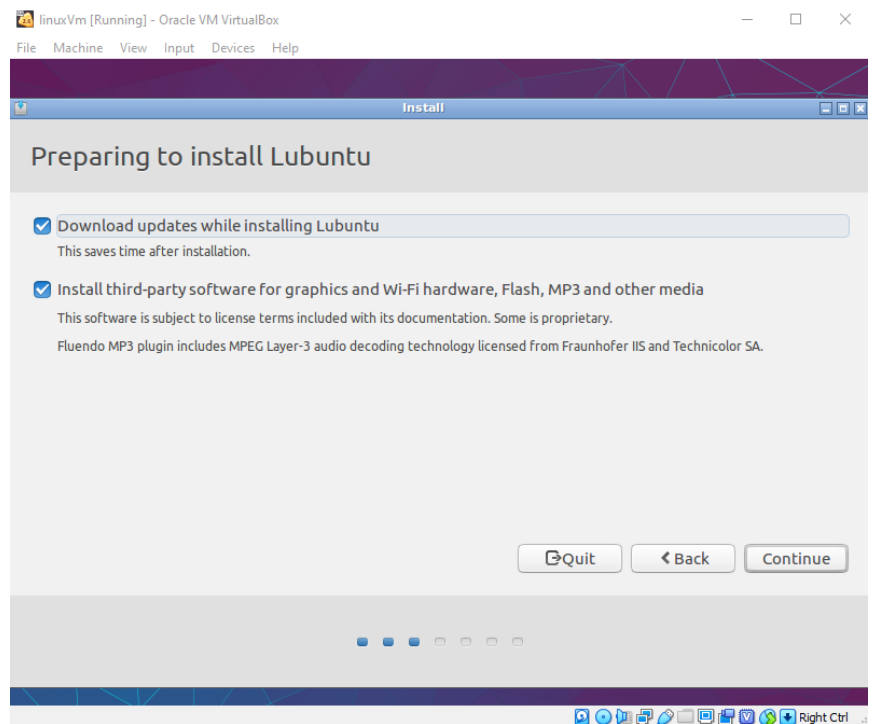 linuxVm [Running] - Oracle VM VirtualBox
File Machine View Input Devices Help
Install
Preparing to install Lubuntu
Download updates while installing Lubuntu
This saves time after installation.
Install third-party software for graphics and Wi-Fi hardware, Flash, MP3 and other media
This software is subject to license terms included with its documentation. Some is proprietary.
Fluendo MP3 plugin includes MPEG Layer-3 audio decoding technology licensed from Fraunhofer IIS and Technicolor SA.
Quit Back Continue
Right Ctrl